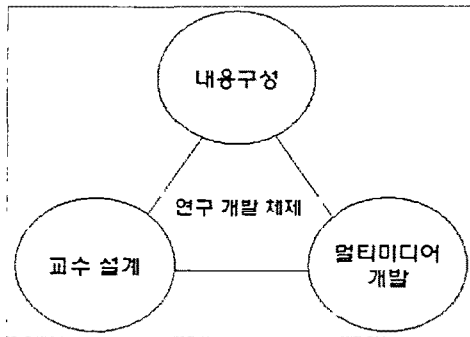 내용구성
연구 개발 체제
교수 설계
멀티미디어
개발